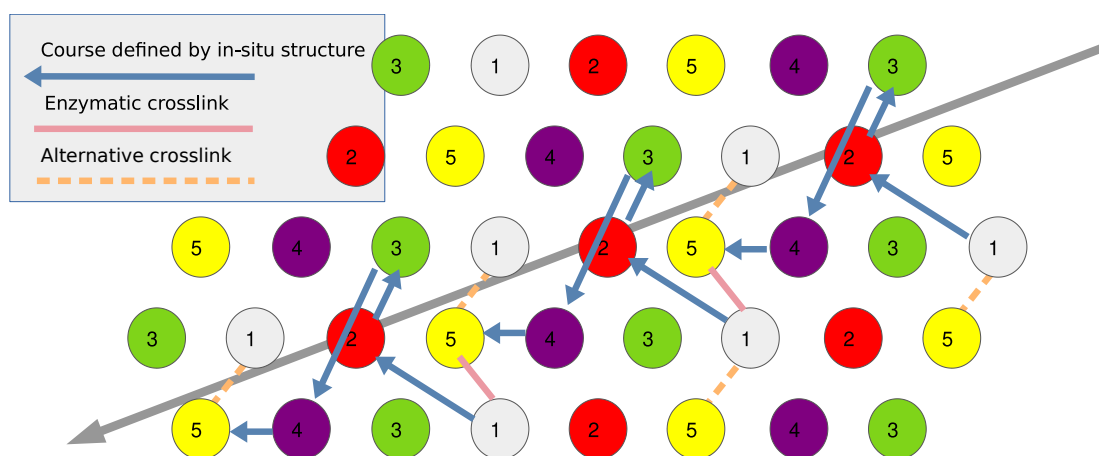 Course defined by in-situ structure
Enzymatic crosslink
Alternative crosslink
3 1 2 5 4 3
2 5 4 3 1 2 5
5 4 3 1 2 5 4 3 1
3 1 2 5 4 3 1 2 5
5 4 3 1 2 5 4 3